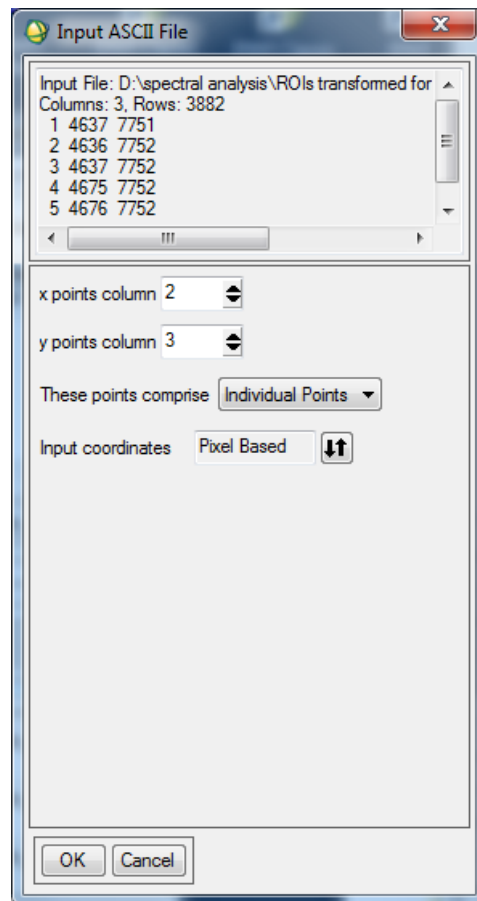 Input ASCII File
Input File: D:\spectral analysis\ROIs transformed for
Columns: 3, Rows: 3882
1 4637 7751
2 4636 7752
3 4637 7752
4 4675 7752
5 4676 7752
x points column 2
y points column 3
These points comprise Individual Points
Input coordinates Pixel Based
OK Cancel